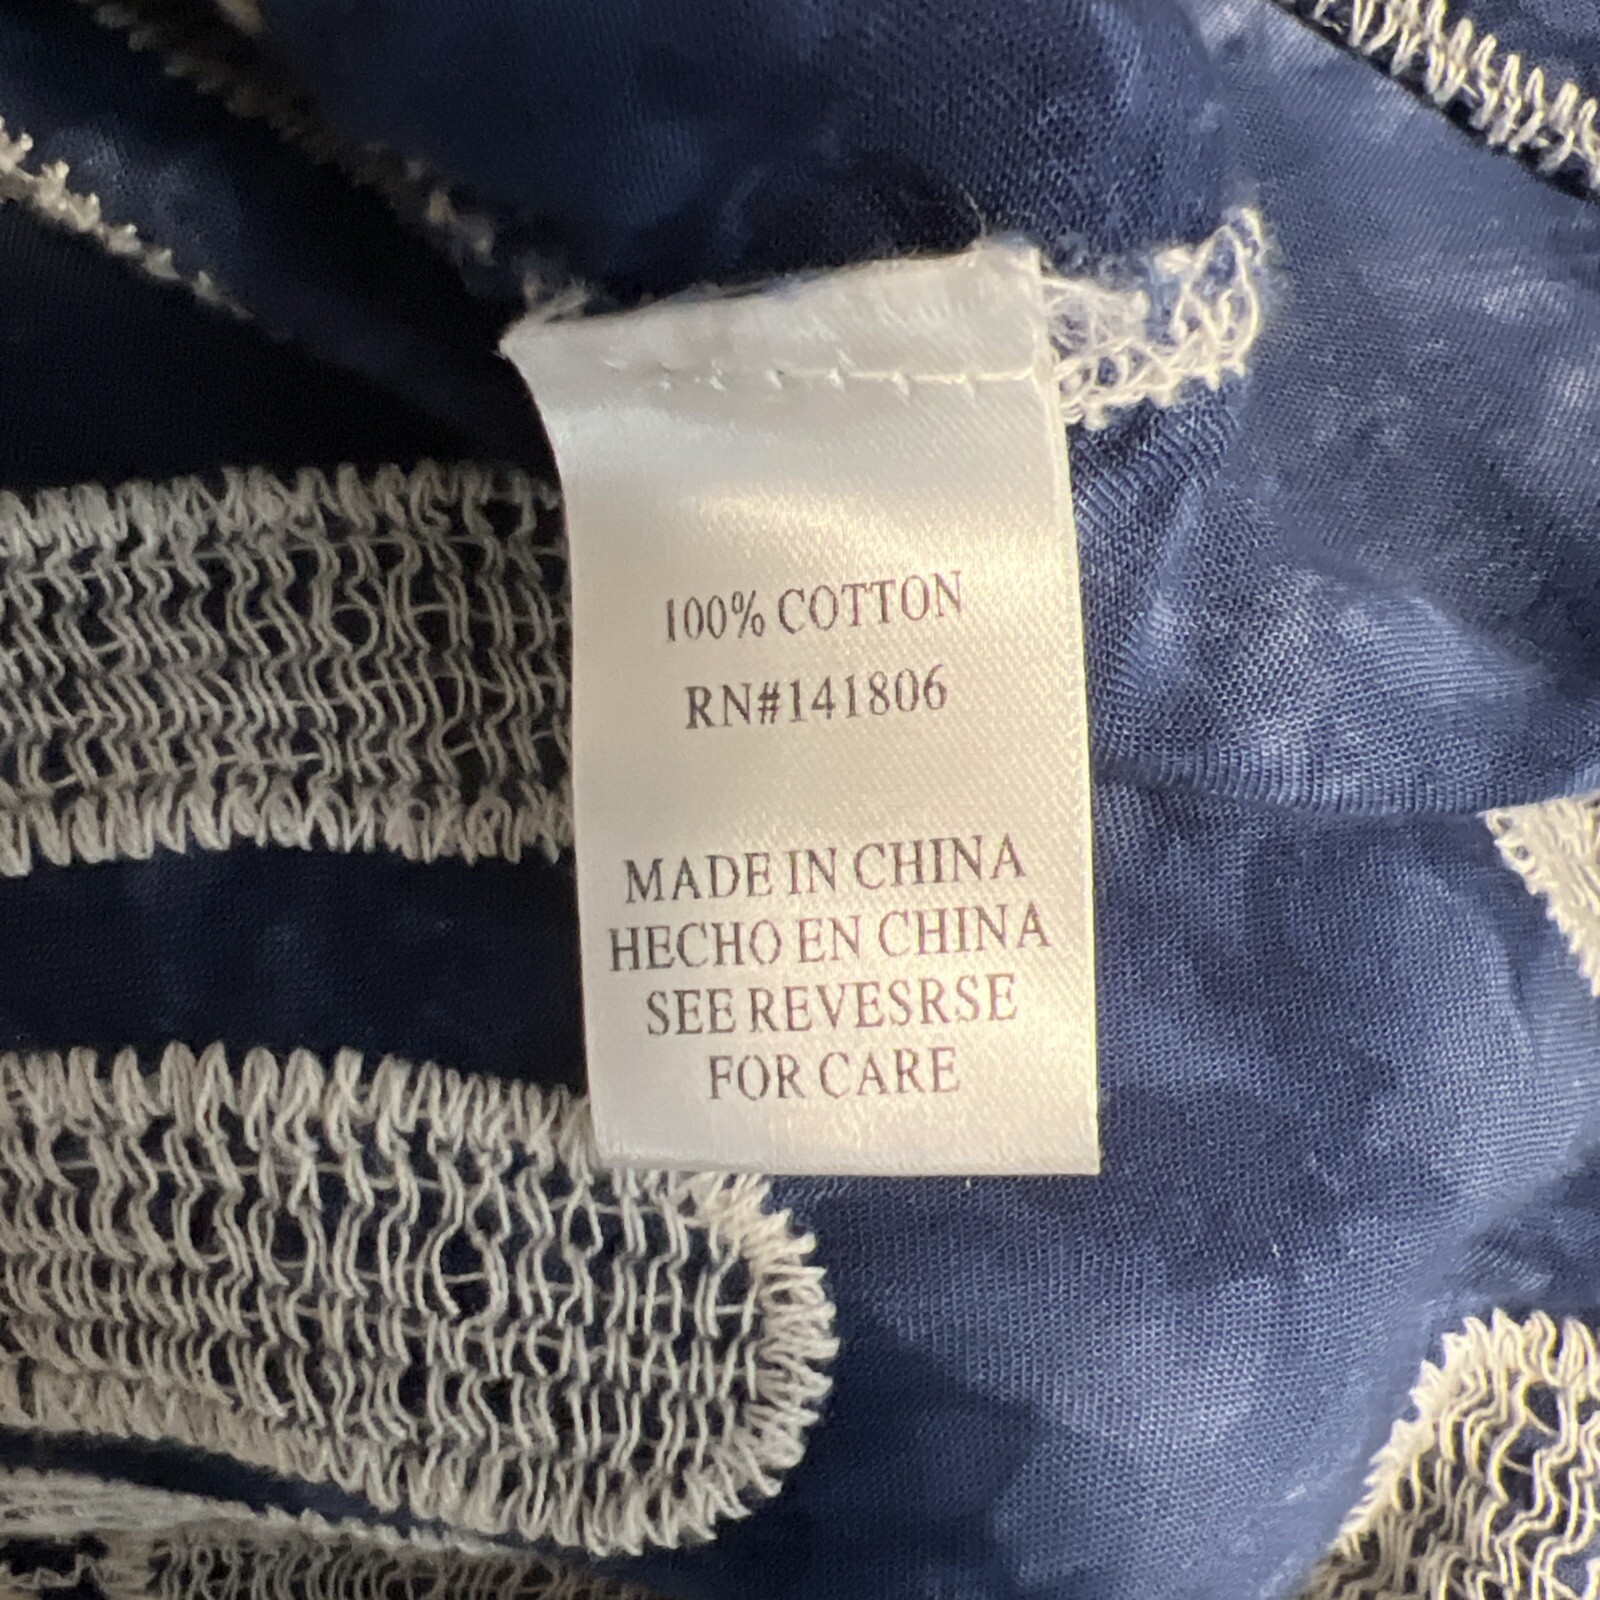 100% COTTON
RN#141806
MADE IN CHINA
HECHO EN CHINA
SEE REVESRSE
FOR CARE